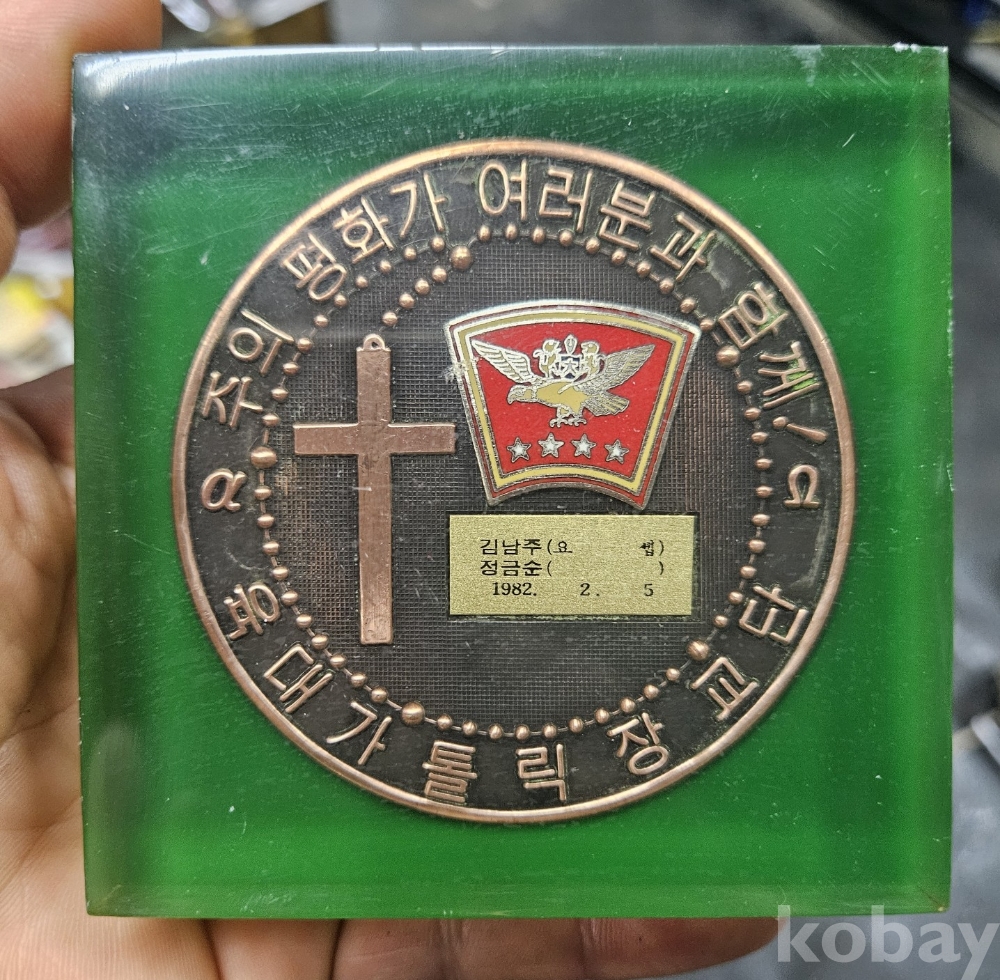 주의 평화가 여러분과 함께!
α Ω
대가톨릭장교단
김남주(요 셉)
정금순( )
1982. 2. 5
kobay